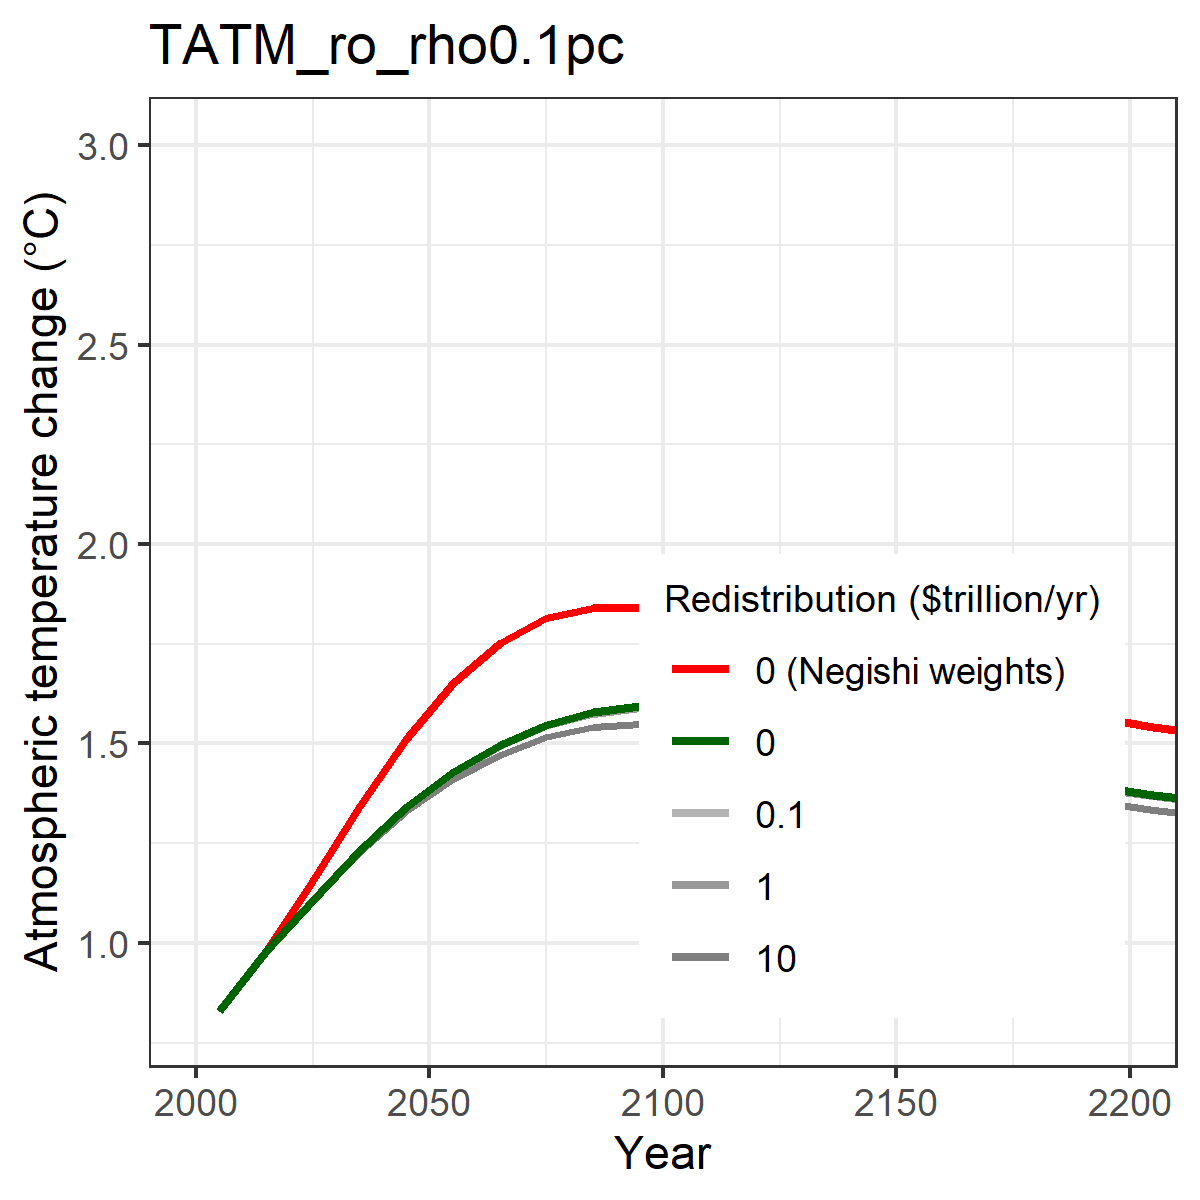 TATM_ro_rho0.1pc
Atmospheric temperature change (°C)
3.0
2.5
2.0
1.5
1.0
Redistribution ($trillion/yr)
0 (Negishi weights)
0
0.1
1
10
2000
2050
2100
2150
2200
Year